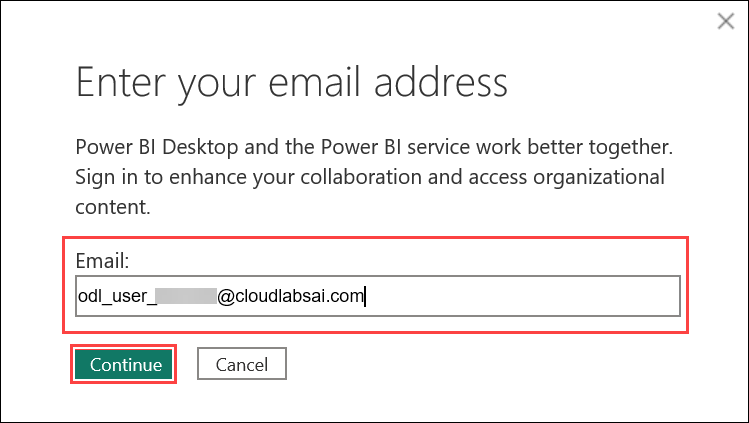 Enter your email address
Power BI Desktop and the Power BI service work better together.
Sign in to enhance your collaboration and access organizational
content.
Email:
odl_user_@cloudlabsai.com
Continue Cancel